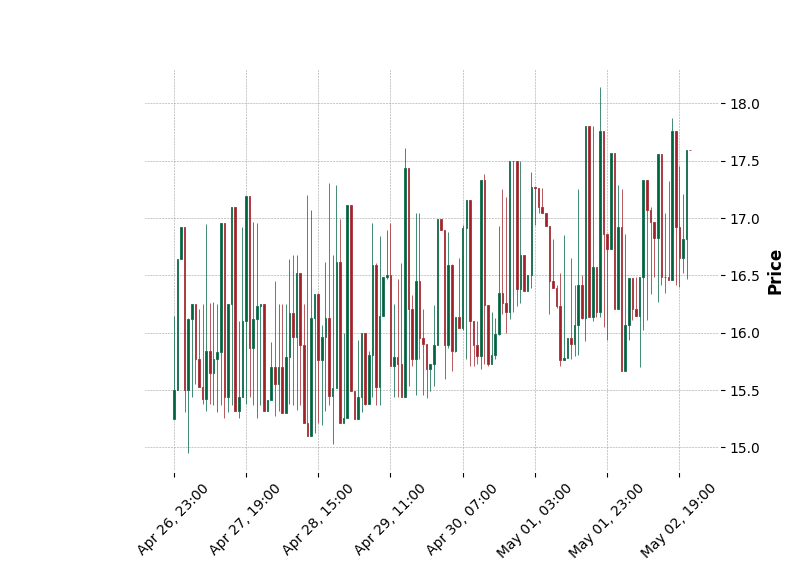 18.0
17.5
17.0
16.5
16.0
15.5
15.0
Price
Apr 26, 23:00
Apr 27, 19:00
Apr 28, 15:00
Apr 29, 11:00
Apr 30, 07:00
May 01, 03:00
May 01, 23:00
May 02, 19:00